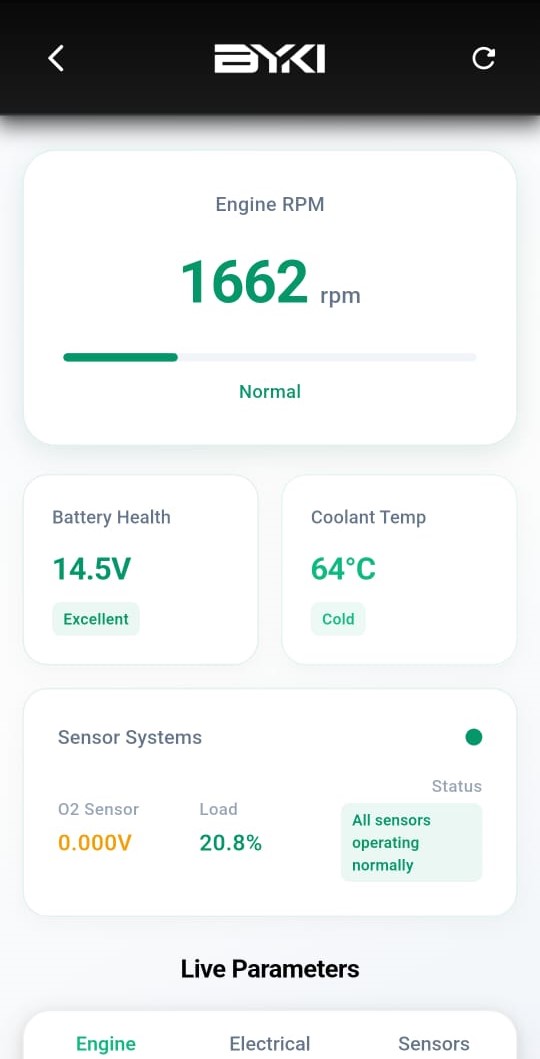 BYKI
Engine RPM
1662 rpm
Normal
Battery Health
14.5V
Excellent
Coolant Temp
64°C
Cold
Sensor Systems
Status
O2 Sensor
0.000V
Load
20.8%
All sensors
operating
normally
Live Parameters
Engine Electrical Sensors